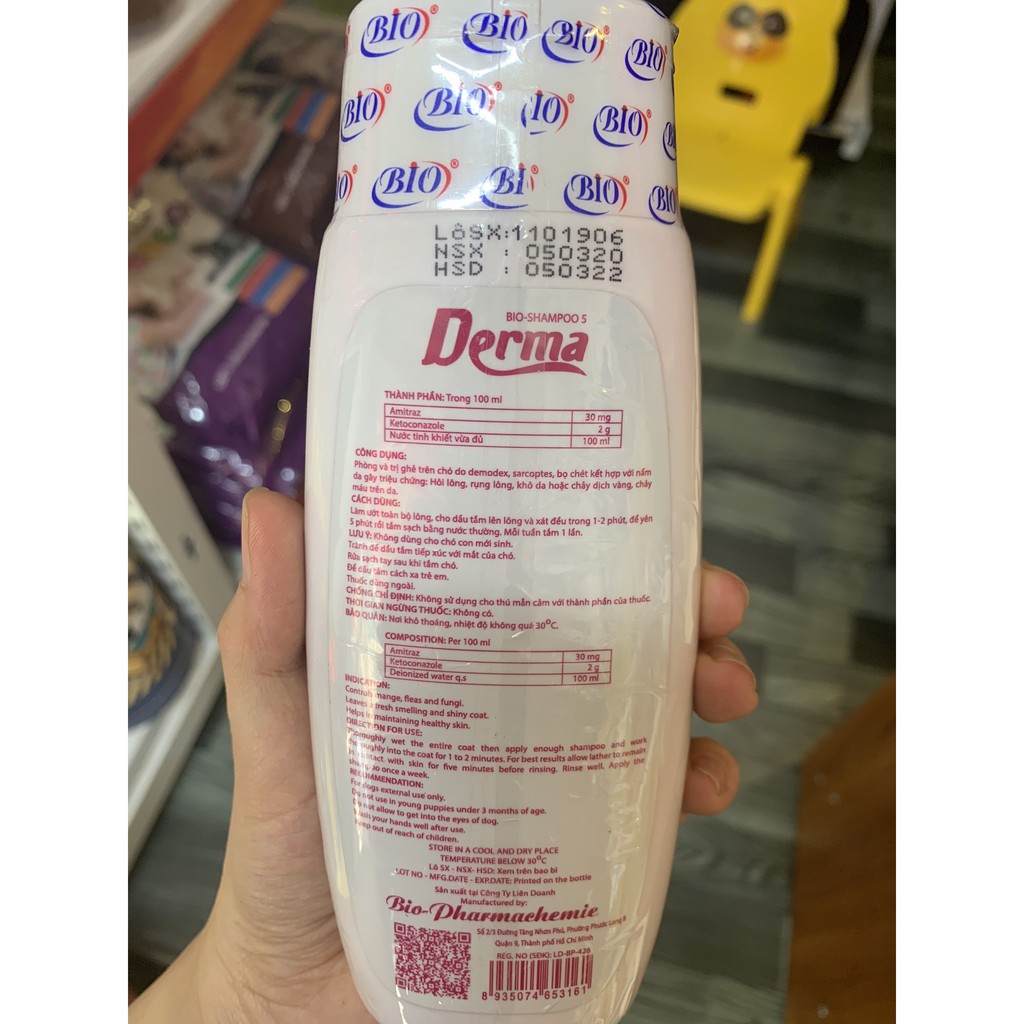 BIO® BIO BIO® BIO®
BIO® BIO® IO® BIO®
BIO® BI BIO® BIO
LôSX:1101906
NSX : 050320
HSD : 050322
BIO-SHAMPOO 5
Derma
THÀNH PHẦN: Trong 100 ml
Amitraz 30 mg
Ketoconazole 2 g
Nước tinh khiết vừa đủ 100 ml
CÔNG DỤNG:
Phòng và trị ghẻ trên chó do demodex, sarcoptes, bọ chét kết hợp với nấm
da gây triệu chứng: Hôi lông, rụng lông, khô da hoặc chảy dịch vàng, chảy
máu trên da.
CÁCH DÙNG:
Làm ướt toàn bộ lông, cho dầu tắm lên lông và xát đều trong 1-2 phút, để yên
5 phút rồi tắm sạch bằng nước thường. Mỗi tuần tắm 1 lần.
LƯU Ý: Không dùng cho chó con mới sinh.
Tránh để dầu tắm tiếp xúc với mắt của chó.
Rửa sạch tay sau khi tắm chó.
Để dầu tắm cách xa trẻ em.
Thuốc dùng ngoài.
CHỐNG CHỈ ĐỊNH: Không sử dụng cho thú mẫn cảm với thành phần của thuốc.
THỜI GIAN NGỪNG THUỐC: Không có.
BẢO QUẢN: Nơi khô thoáng, nhiệt độ không quá 30°C.
COMPOSITION: Per 100 ml
Amitraz 30 mg
Ketoconazole 2 g
Deionized water q.s 100 ml
INDICATION:
Controls mange, fleas and fungi.
Leaves a fresh smelling and shiny coat.
Helps in maintaining healthy skin.
DIRECTION FOR USE:
Thoroughly wet the entire coat then apply enough shampoo and work
thoroughly into the coat for 1 to 2 minutes. For best results allow lather to remain
in contact with skin for five minutes before rinsing. Rinse well. Apply the
shampoo once a week.
RECOMMENDATION:
For dogs external use only.
Do not use in young puppies under 3 months of age.
Do not allow to get into the eyes of dog.
Wash your hands well after use.
Keep out of reach of children.
STORE IN A COOL AND DRY PLACE
TEMPERATURE BELOW 30°C
Lô SX - NSX- HSD: Xem trên bao bì
LOT NO - MFG.DATE - EXP.DATE: Printed on the bottle
Sản xuất tại Công Ty Liên Doanh
Manufactured by:
Bio-Pharmachemie
Số 2/3 Đường Tăng Nhơn Phú, Phường Phước Long B
Quận 9, Thành phố Hồ Chí Minh
REG. NO (SĐK): LD-BP-426
8 935074 653161